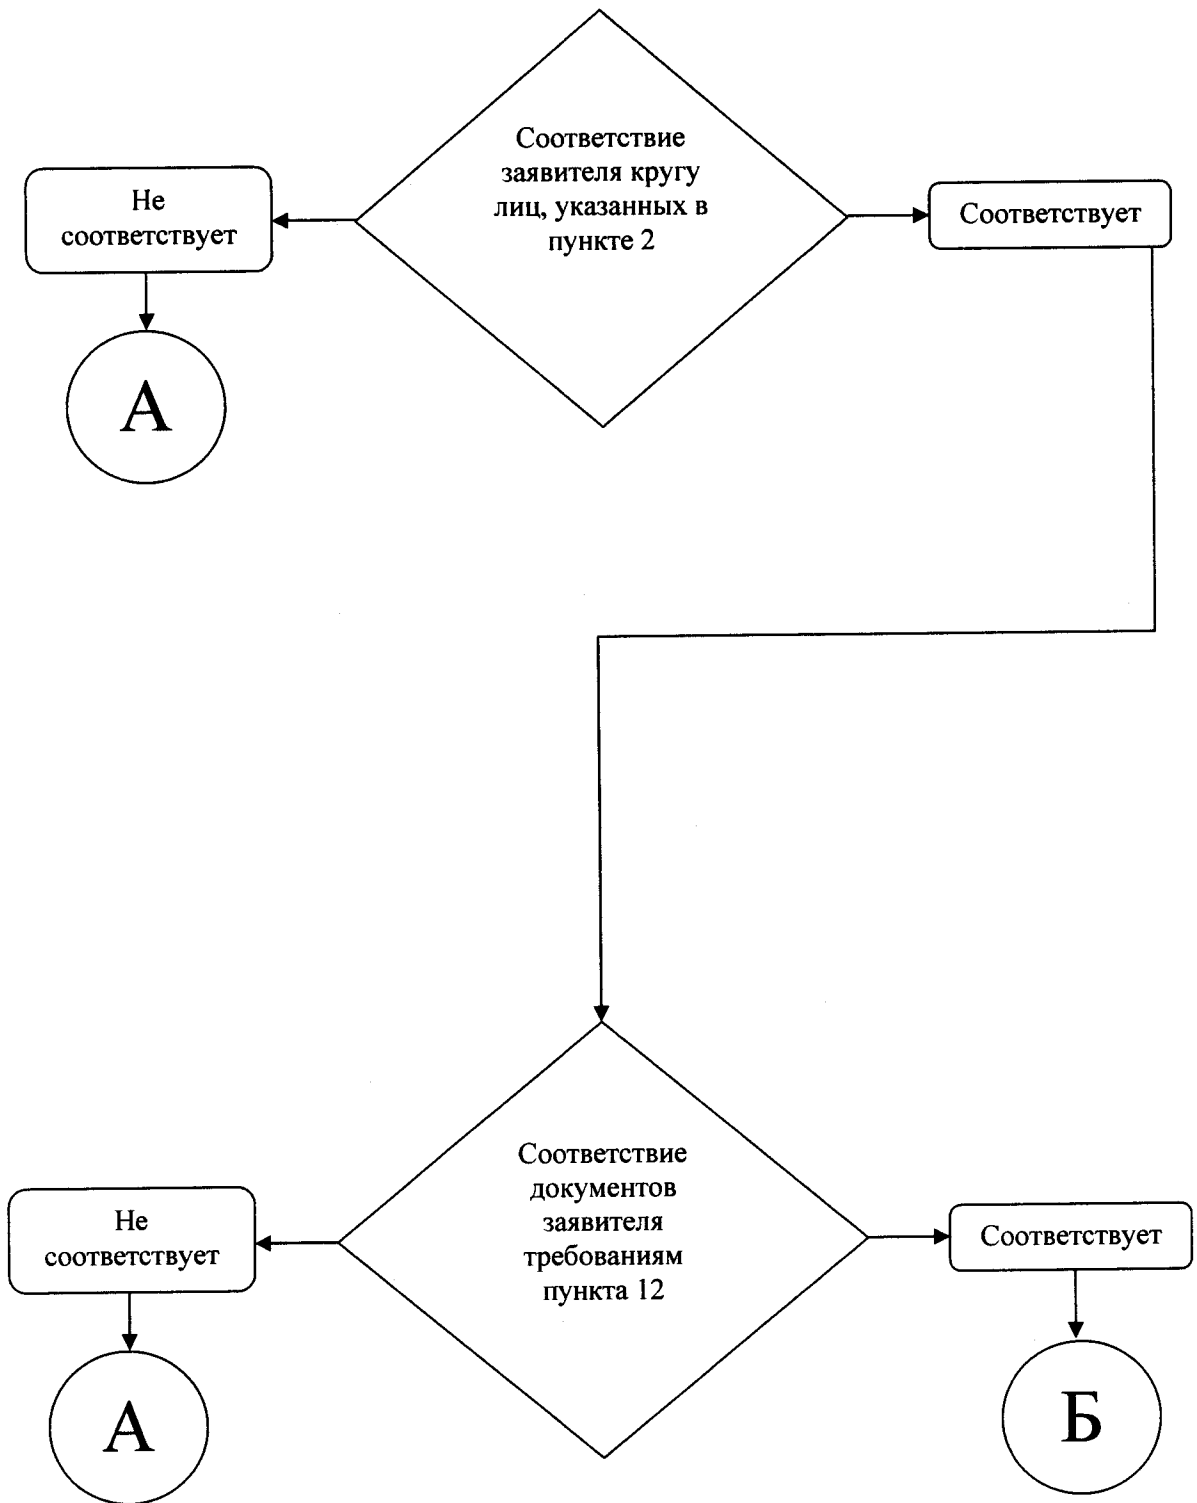 Соответствие
заявителя кругу
лиц, указанных в
пункте 2
Не
соответствует
Соответствует
А
Соответствие
документов
заявителя
требованиям
пункта 12
Не
соответствует
Соответствует
А
Б